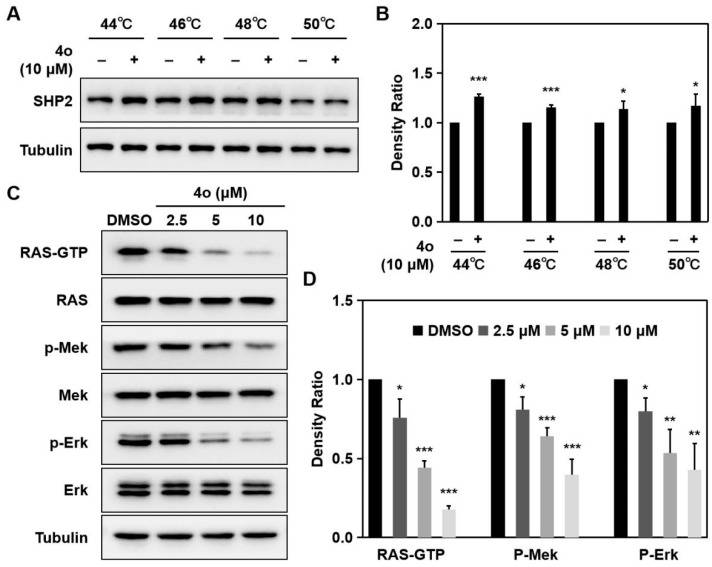 A
44℃ 46℃ 48℃ 50℃
4o – + – + – + – +
(10 μM)
SHP2
Tubulin
B
Density Ratio
2.0
1.5
1.0
0.5
0.0
*** *** * *
4o – + – + – + – +
(10 μM) 44℃ 46℃ 48℃ 50℃
C
4o (μM)
DMSO 2.5 5 10
RAS-GTP
RAS
p-Mek
Mek
p-Erk
Erk
Tubulin
D
Density Ratio
1.5
1.0
0.5
0.0
DMSO 2.5 μM 5 μM 10 μM
* *** ***
* *** ***
* ** **
RAS-GTP P-Mek P-Erk